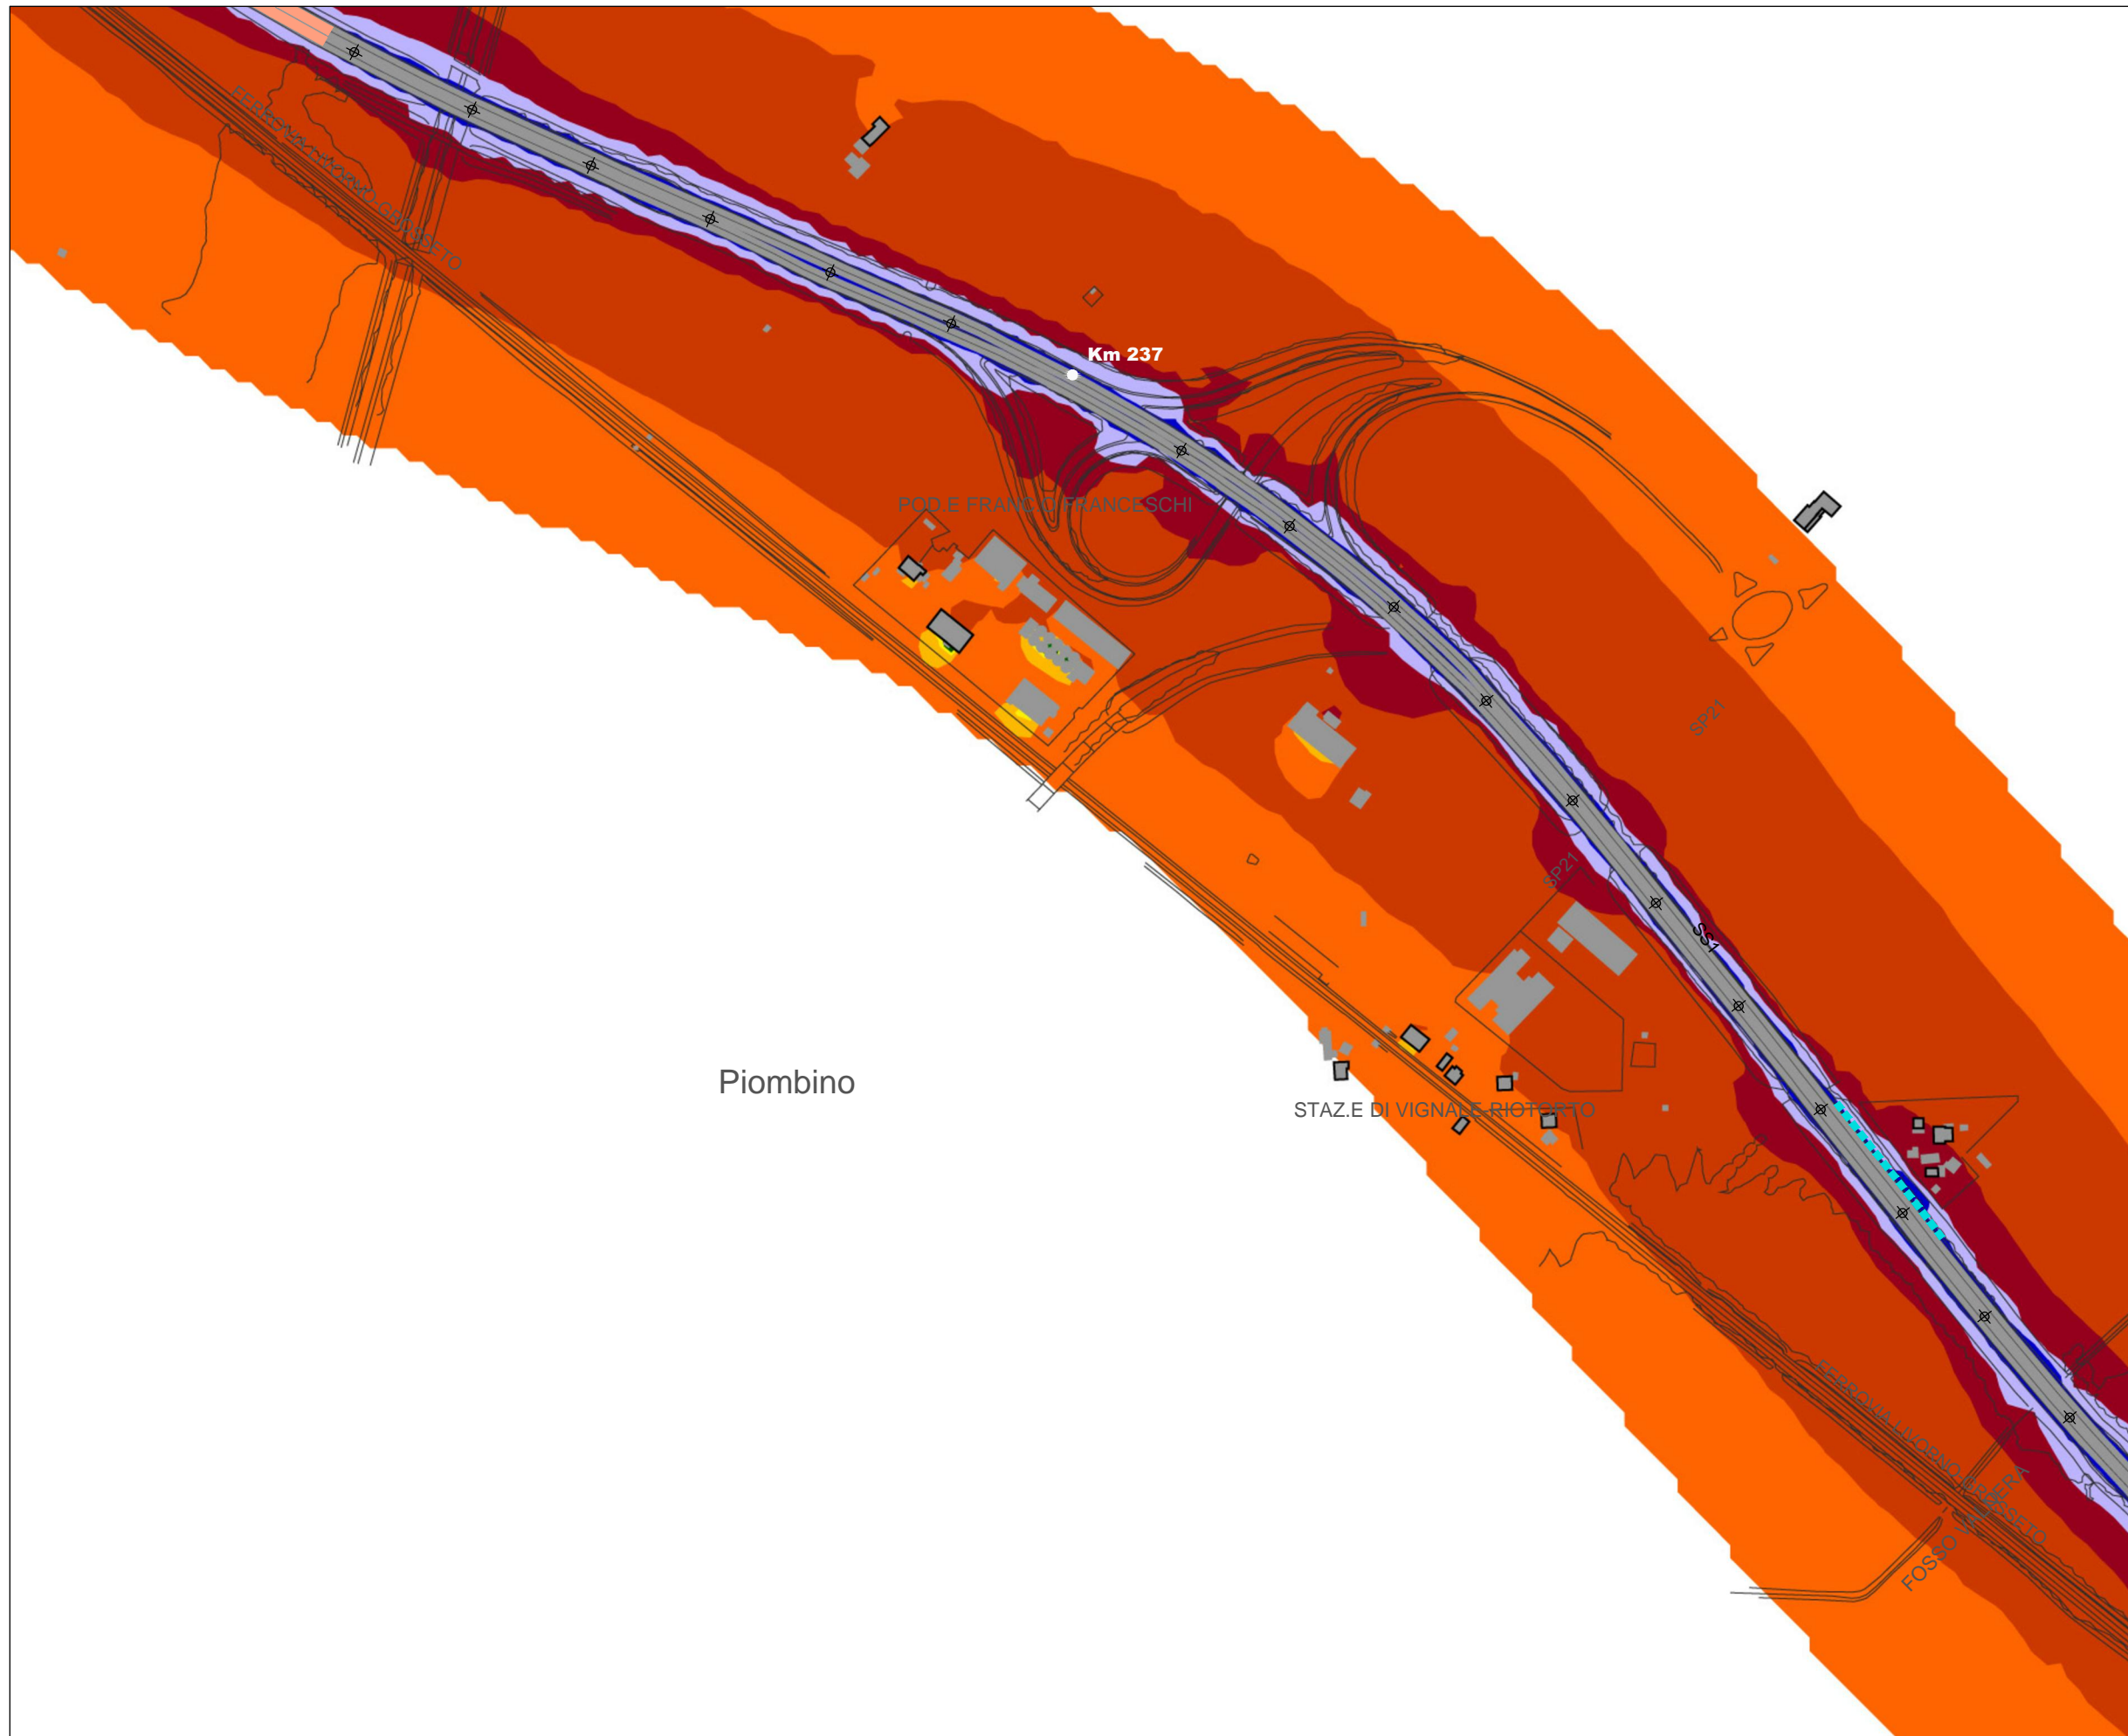 FERROVIA LIVORNO-GROSSETO
Km 237
POD.E FRANC.O FRANCESCHI
SP21
SP21
SS1
Piombino
STAZ.E DI VIGNALE-RIOTORTO
FERROVIA LIVORNO-GROSSETO
FOSSO